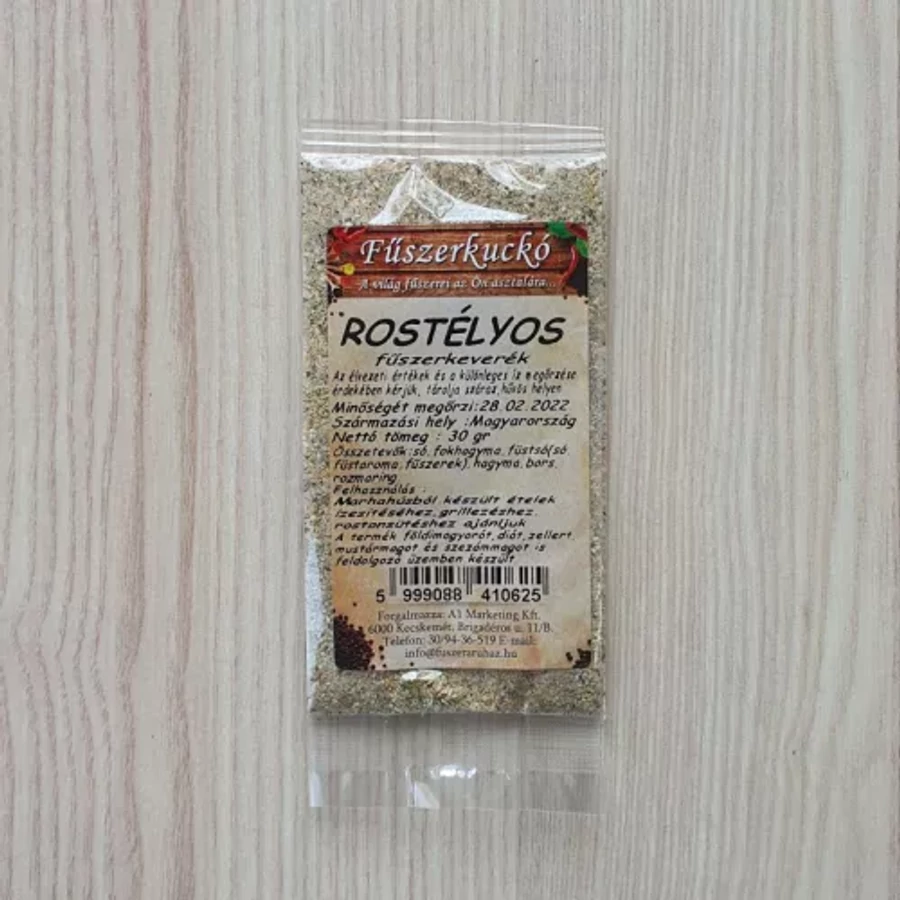 Fűszerkuckó
A világ fűszerei az Ön asztalára...
ROSTÉLYOS
fűszerkeverék
Az élvezeti értékek és a különleges íz megőrzése
érdekében kérjük, tárolja száraz,hűvös helyen
Minőségét megőrzi:28.02.2022
Származási hely :Magyarország
Nettó tömeg : 30 gr
Összetevők:só,fokhagyma,füstsó(só,
füstaroma,fűszerek),hagyma,bors,
rozmaring
Felhasználás :
Marhahúsból készült ételek
ízesítéséhez,grillezéshez,
rostonsütéshez ajánljuk
A termék földimogyorót,diót,zellert,
mustármagot és szezámmagot is
feldolgozó üzemben készült
5 999088 410625
Forgalmazza: A1 Marketing Kft.
6000 Kecskemét, Brigadéros u. 11/B.
Telefon: 30/94-36-519 E-mail:
info@fuszeraruhaz.hu